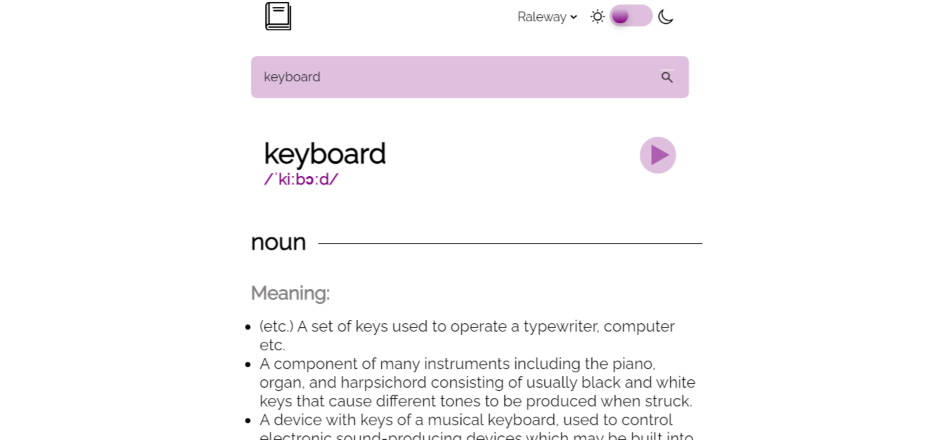 Raleway
keyboard
keyboard
/ˈkiːbɔːd/
noun
Meaning:
(etc.) A set of keys used to operate a typewriter, computer
etc.
A component of many instruments including the piano,
organ, and harpsichord consisting of usually black and white
keys that cause different tones to be produced when struck.
A device with keys of a musical keyboard, used to control
electronic sound-producing devices which may be built into